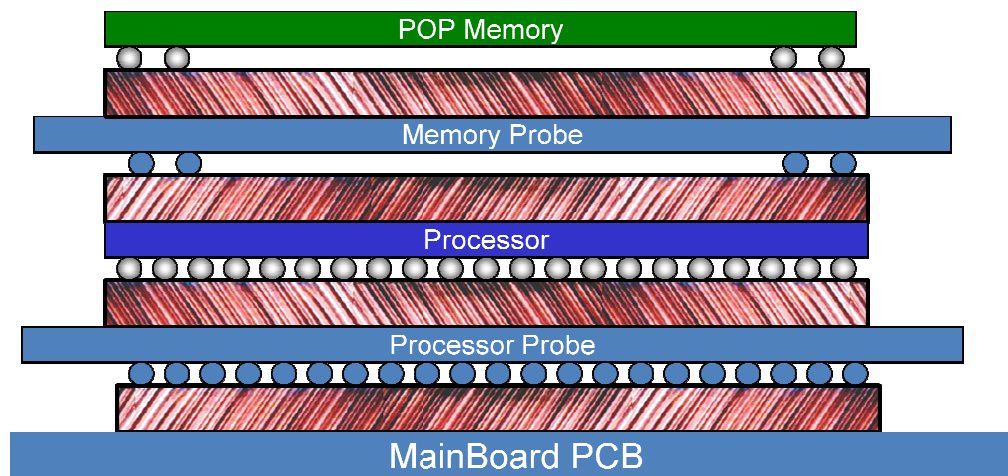 POP Memory
Memory Probe
Processor
Processor Probe
MainBoard PCB